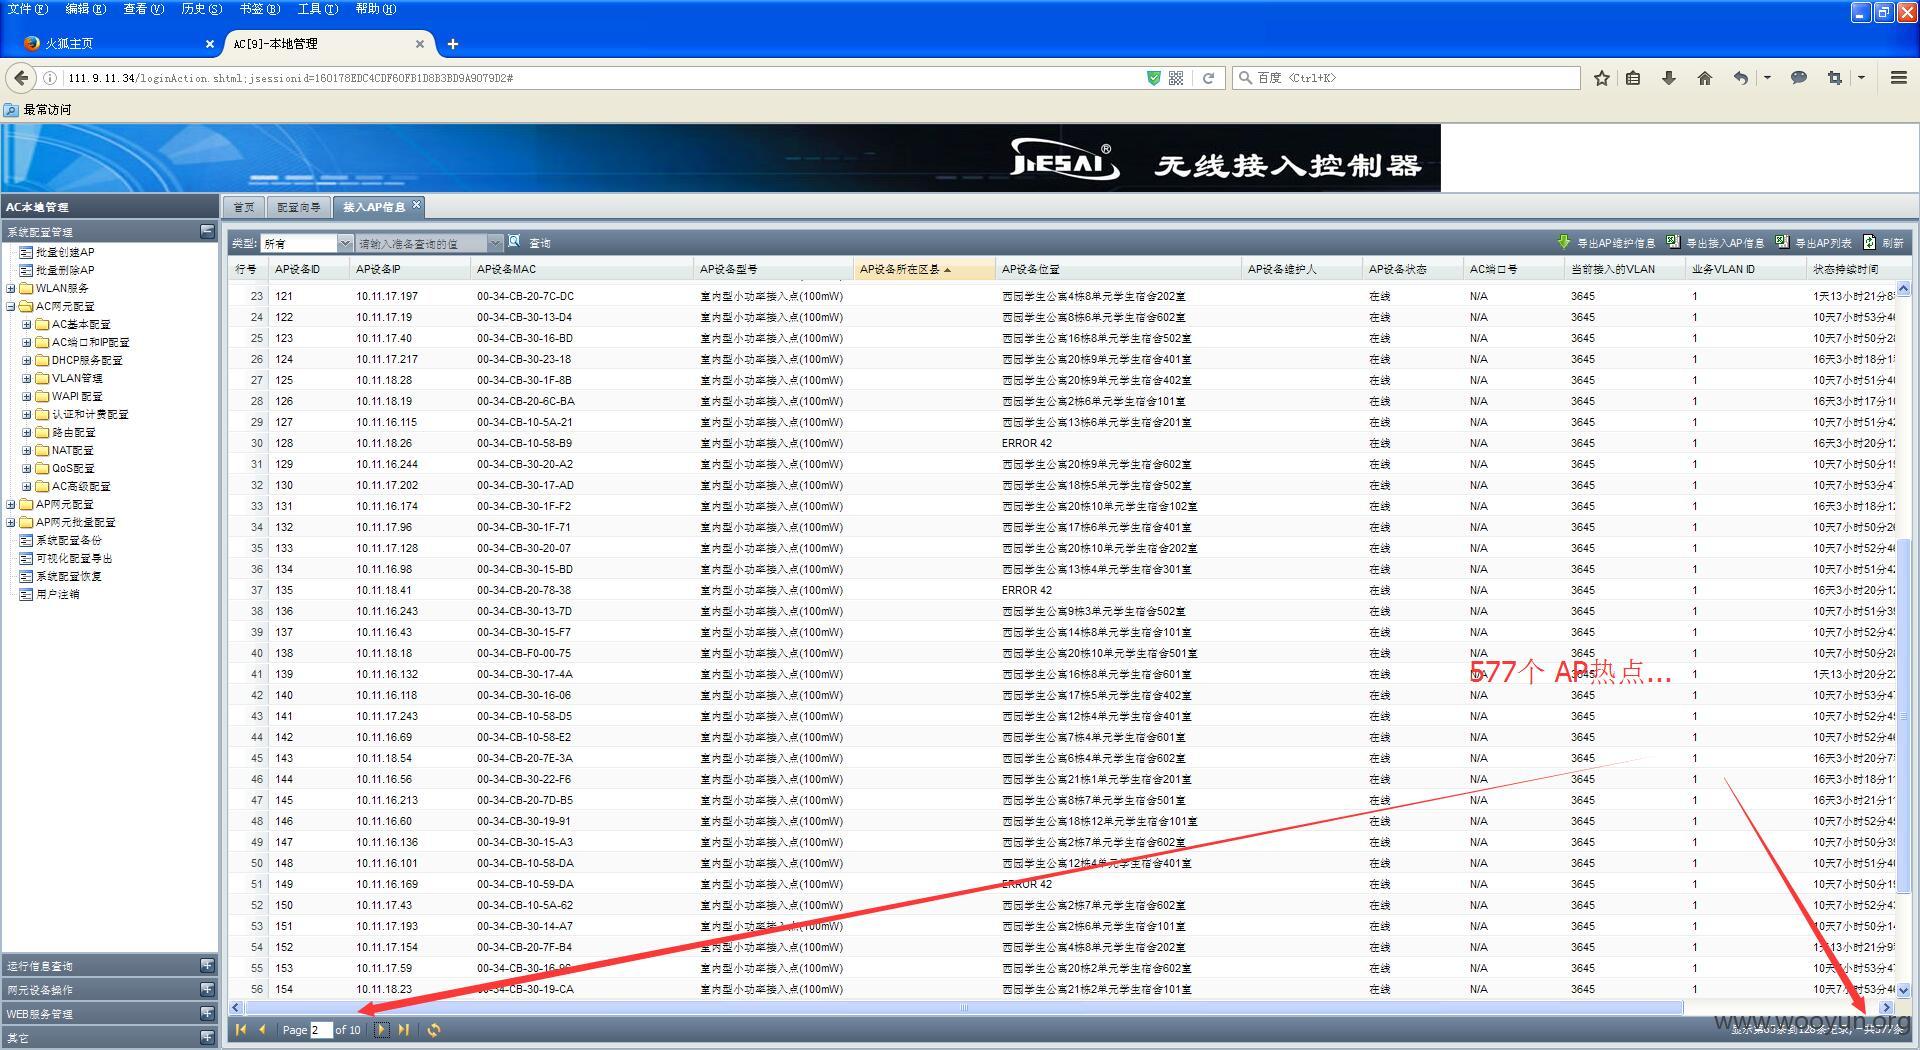 文件(F) 编辑(E) 查看(V) 历史(S) 书签(B) 工具(T) 帮助(H)
火狐主页 × AC[9]-本地管理 × +
111.9.11.34/loginAction.shtml;jsessionid=160178EDC4CDF60FB1D8B3BD9A9079D2# 百度 <Ctrl+K>
最常访问
JIESAI® 无线接入控制器
AC本地管理
系统配置管理
批量创建AP
批量删除AP
WLAN服务
AC网元配置
AC基本配置
AC端口和IP配置
DHCP服务配置
VLAN管理
WAPI 配置
认证和计费配置
路由配置
NAT配置
QoS配置
AC高级配置
AP网元配置
AP网元批量配置
系统配置备份
可视化配置导出
系统配置恢复
用户注销
运行信息查询
网元设备操作
WEB服务管理
其它
首页 配置向导 接入AP信息
类型: 所有 请输入准备查询的值 查询 导出AP维护信息 导出接入AP信息 导出AP列表 刷新
行号 AP设备ID AP设备IP AP设备MAC AP设备型号 AP设备所在区县 AP设备位置 AP设备维护人 AP设备状态 AC端口号 当前接入的VLAN 业务VLAN ID 状态持续时间
23 121 10.11.17.197 00-34-CB-20-7C-DC 室内型小功率接入点(100mW) 西园学生公寓4栋8单元学生宿舍202室 在线 N/A 3645 1 1天13小时21分8
24 122 10.11.17.19 00-34-CB-30-13-D4 室内型小功率接入点(100mW) 西园学生公寓8栋6单元学生宿舍602室 在线 N/A 3645 1 10天7小时53分4
25 123 10.11.17.40 00-34-CB-30-16-BD 室内型小功率接入点(100mW) 西园学生公寓16栋8单元学生宿舍502室 在线 N/A 3645 1 10天7小时50分2
26 124 10.11.17.217 00-34-CB-30-23-18 室内型小功率接入点(100mW) 西园学生公寓20栋9单元学生宿舍401室 在线 N/A 3645 1 16天3小时18分1
27 125 10.11.18.28 00-34-CB-30-1F-8B 室内型小功率接入点(100mW) 西园学生公寓20栋9单元学生宿舍402室 在线 N/A 3645 1 10天7小时51分4
28 126 10.11.18.19 00-34-CB-20-6C-BA 室内型小功率接入点(100mW) 西园学生公寓2栋6单元学生宿舍101室 在线 N/A 3645 1 16天3小时17分1
29 127 10.11.16.115 00-34-CB-10-5A-21 室内型小功率接入点(100mW) 西园学生公寓13栋6单元学生宿舍201室 在线 N/A 3645 1 10天7小时51分4
30 128 10.11.18.26 00-34-CB-10-58-B9 室内型小功率接入点(100mW) ERROR 42 在线 N/A 3645 1 16天3小时20分1
31 129 10.11.16.244 00-34-CB-30-20-A2 室内型小功率接入点(100mW) 西园学生公寓20栋9单元学生宿舍602室 在线 N/A 3645 1 10天7小时50分1
32 130 10.11.17.202 00-34-CB-30-17-AD 室内型小功率接入点(100mW) 西园学生公寓18栋5单元学生宿舍502室 在线 N/A 3645 1 10天7小时53分4
33 131 10.11.16.174 00-34-CB-30-1F-F2 室内型小功率接入点(100mW) 西园学生公寓20栋10单元学生宿舍102室 在线 N/A 3645 1 16天3小时18分1
34 132 10.11.17.96 00-34-CB-30-1F-71 室内型小功率接入点(100mW) 西园学生公寓17栋6单元学生宿舍401室 在线 N/A 3645 1 10天7小时50分2
35 133 10.11.17.128 00-34-CB-30-20-07 室内型小功率接入点(100mW) 西园学生公寓20栋10单元学生宿舍202室 在线 N/A 3645 1 10天7小时52分4
36 134 10.11.16.98 00-34-CB-30-15-BD 室内型小功率接入点(100mW) 西园学生公寓13栋4单元学生宿舍301室 在线 N/A 3645 1 10天7小时51分4
37 135 10.11.18.41 00-34-CB-20-78-38 室内型小功率接入点(100mW) ERROR 42 在线 N/A 3645 1 16天3小时20分1
38 136 10.11.16.243 00-34-CB-30-13-7D 室内型小功率接入点(100mW) 西园学生公寓9栋3单元学生宿舍502室 在线 N/A 3645 1 10天7小时51分3
39 137 10.11.16.43 00-34-CB-30-15-F7 室内型小功率接入点(100mW) 西园学生公寓14栋8单元学生宿舍101室 在线 N/A 3645 1 10天7小时52分4
40 138 10.11.18.18 00-34-CB-F0-00-75 室内型小功率接入点(100mW) 西园学生公寓20栋10单元学生宿舍501室 在线 N/A 3645 1 10天7小时50分2
41 139 10.11.16.132 00-34-CB-30-17-4A 室内型小功率接入点(100mW) 西园学生公寓16栋8单元学生宿舍601室 在线 N/A 3645 1 1天13小时20分2
577个 AP热点...
42 140 10.11.16.118 00-34-CB-30-16-06 室内型小功率接入点(100mW) 西园学生公寓17栋5单元学生宿舍402室 在线 N/A 3645 1 10天7小时53分4
43 141 10.11.17.243 00-34-CB-10-58-D5 室内型小功率接入点(100mW) 西园学生公寓12栋4单元学生宿舍401室 在线 N/A 3645 1 10天7小时52分4
44 142 10.11.16.69 00-34-CB-10-58-E2 室内型小功率接入点(100mW) 西园学生公寓7栋4单元学生宿舍601室 在线 N/A 3645 1 10天7小时52分4
45 143 10.11.18.54 00-34-CB-20-7E-3A 室内型小功率接入点(100mW) 西园学生公寓6栋4单元学生宿舍602室 在线 N/A 3645 1 16天3小时20分7
46 144 10.11.16.56 00-34-CB-30-22-F6 室内型小功率接入点(100mW) 西园学生公寓21栋1单元学生宿舍201室 在线 N/A 3645 1 16天3小时18分1
47 145 10.11.16.213 00-34-CB-20-7D-B5 室内型小功率接入点(100mW) 西园学生公寓8栋7单元学生宿舍501室 在线 N/A 3645 1 16天3小时21分1
48 146 10.11.16.60 00-34-CB-30-19-91 室内型小功率接入点(100mW) 西园学生公寓18栋12单元学生宿舍101室 在线 N/A 3645 1 10天7小时52分4
49 147 10.11.16.136 00-34-CB-30-15-A3 室内型小功率接入点(100mW) 西园学生公寓2栋7单元学生宿舍602室 在线 N/A 3645 1 10天7小时50分3
50 148 10.11.16.101 00-34-CB-10-58-DA 室内型小功率接入点(100mW) 西园学生公寓12栋4单元学生宿舍401室 在线 N/A 3645 1 10天7小时51分4
51 149 10.11.16.169 00-34-CB-10-59-DA 室内型小功率接入点(100mW) ERROR 42 在线 N/A 3645 1 10天7小时50分1
52 150 10.11.17.43 00-34-CB-10-5A-62 室内型小功率接入点(100mW) 西园学生公寓2栋7单元学生宿舍602室 在线 N/A 3645 1 10天7小时52分4
53 151 10.11.17.193 00-34-CB-30-14-A7 室内型小功率接入点(100mW) 西园学生公寓2栋6单元学生宿舍101室 在线 N/A 3645 1 10天7小时50分1
54 152 10.11.17.154 00-34-CB-20-7F-B4 室内型小功率接入点(100mW) 西园学生公寓4栋8单元学生宿舍202室 在线 N/A 3645 1 1天13小时21分9
55 153 10.11.17.59 00-34-CB-30-16- 室内型小功率接入点(100mW) 西园学生公寓20栋2单元学生宿舍602室 在线 N/A 3645 1 10天7小时53分4
56 154 10.11.18.23 00-34-CB-30-19-CA 室内型小功率接入点(100mW) 西园学生公寓21栋2单元学生宿舍101室 在线 N/A 3645 1 10天7小时53分4
Page 2 of 10 显示第65条到128条记录,一共577条
www.wooyun.org